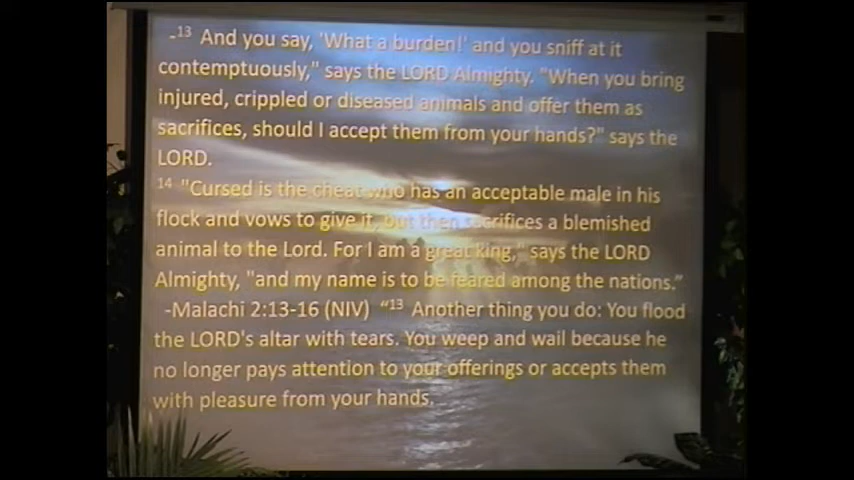 -13 And you say, 'What a burden!' and you sniff at it
contemptuously," says the LORD Almighty. "When you bring
injured, crippled or diseased animals and offer them as
sacrifices, should I accept them from your hands?" says the
LORD.
14 "Cursed is the cheat who has an acceptable male in his
flock and vows to give it, but then sacrifices a blemished
animal to the Lord. For I am a great king," says the LORD
Almighty, "and my name is to be feared among the nations.”
-Malachi 2:13-16 (NIV) “13 Another thing you do: You flood
the LORD's altar with tears. You weep and wail because he
no longer pays attention to your offerings or accepts them
with pleasure from your hands.